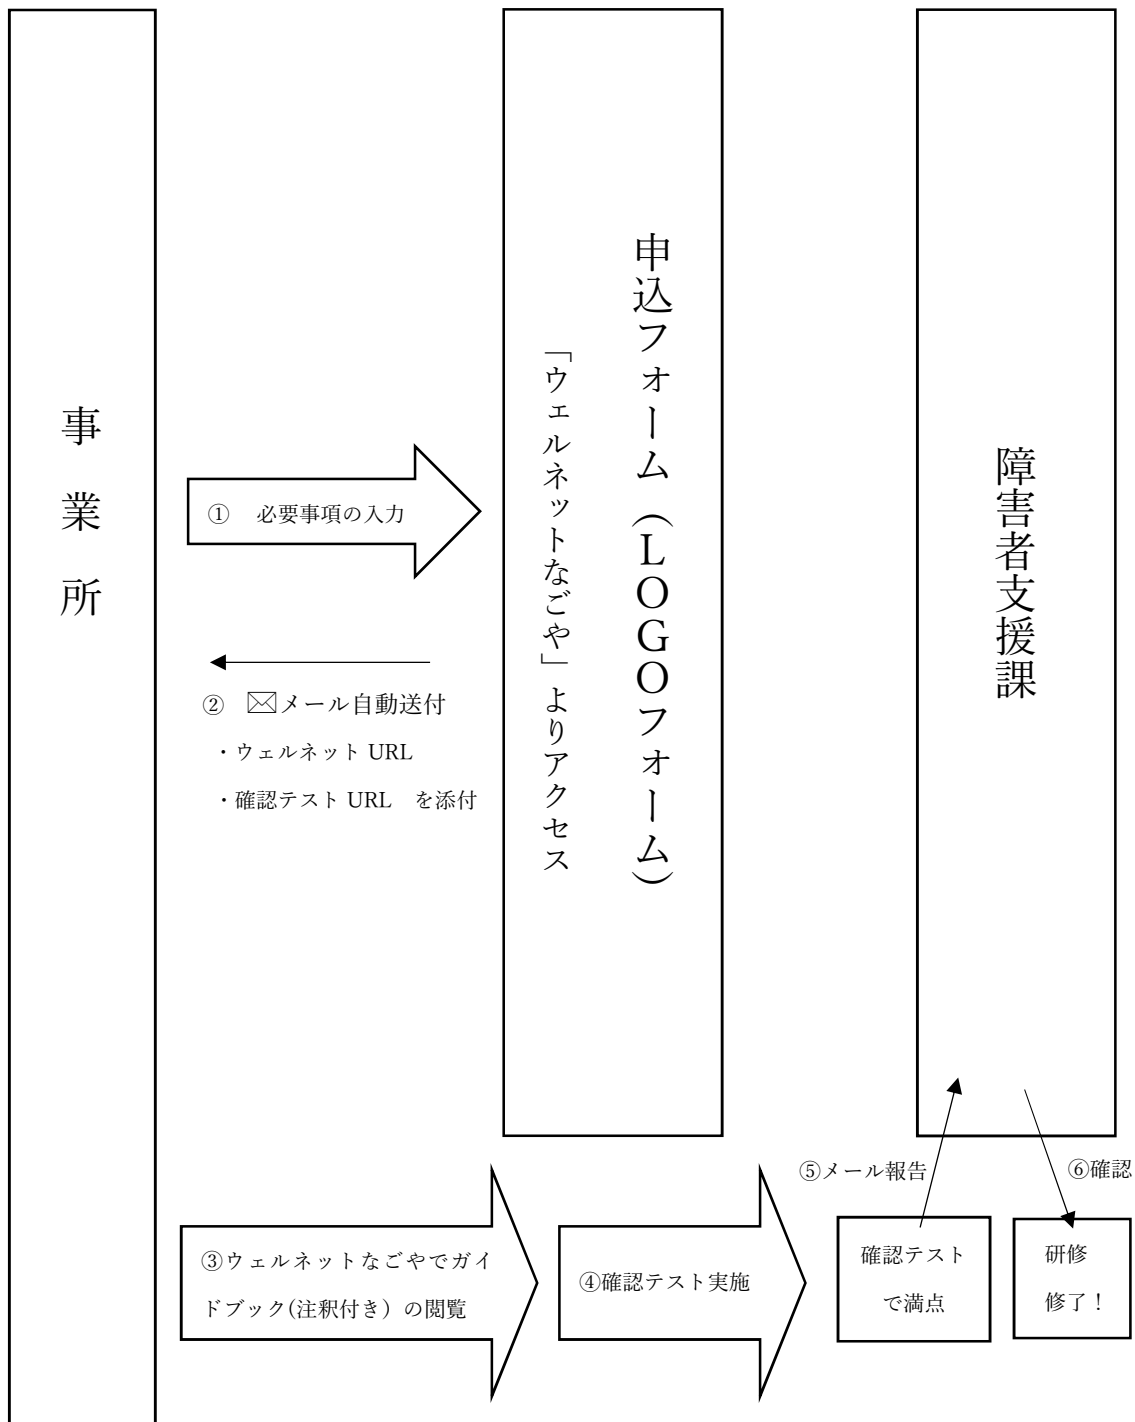 事業所
① 必要事項の入力
② ✉メール自動送付
・ウェルネット URL
・確認テスト URL を添付
申込フォーム（LOGOフォーム）
「ウェルネットなごや」よりアクセス
障害者支援課
③ウェルネットなごやでガイ
ドブック(注釈付き）の閲覧
④確認テスト実施
⑤メール報告
確認テスト
で満点
⑥確認
研修
修了！